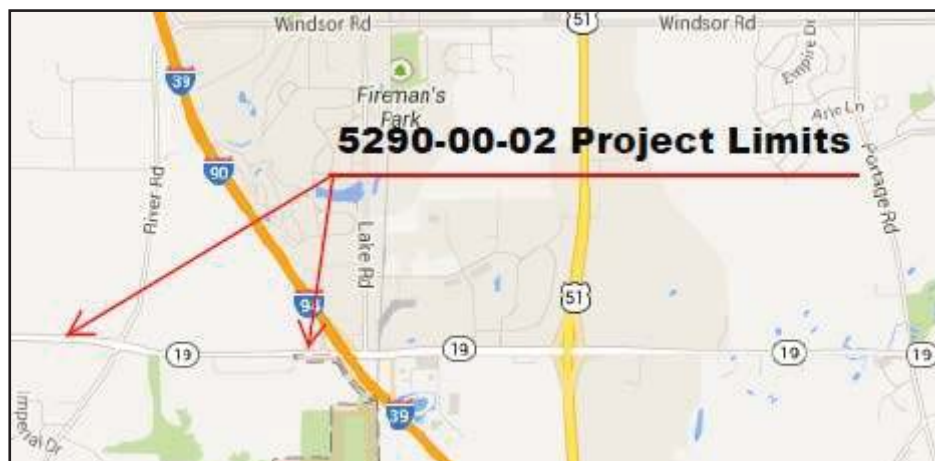 Windsor Rd
51
Windsor Rd
39
Fireman's
Park
Empire Dr
Arie Ln
5290-00-02 Project Limits
90
River Rd
Lake Rd
Portage Rd
94
51
19
19
19
19
Imperial Dr
39